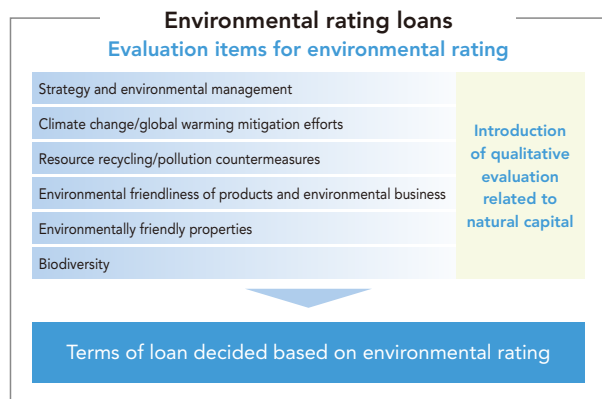 Environmental rating loans
Evaluation items for environmental rating
Strategy and environmental management
Climate change/global warming mitigation efforts
Resource recycling/pollution countermeasures
Environmental friendliness of products and environmental business
Environmentally friendly properties
Biodiversity
Introduction
of qualitative
evaluation
related to
natural capital
Terms of loan decided based on environmental rating